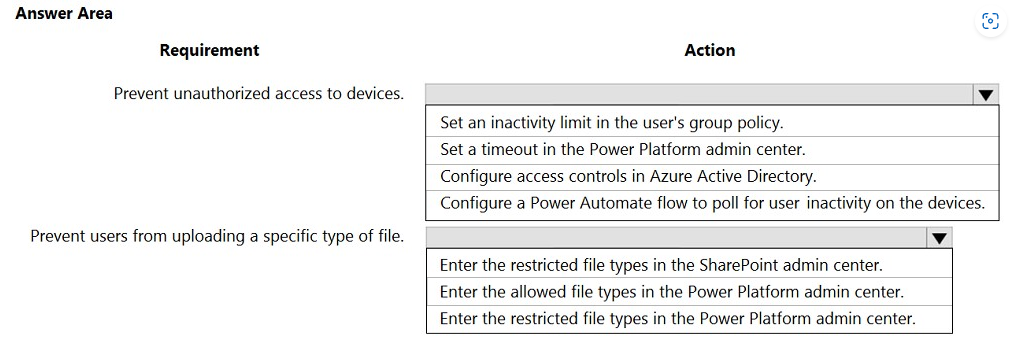 Answer Area
Requirement Action
Prevent unauthorized access to devices.
Set an inactivity limit in the user's group policy.
Set a timeout in the Power Platform admin center.
Configure access controls in Azure Active Directory.
Configure a Power Automate flow to poll for user inactivity on the devices.
Prevent users from uploading a specific type of file.
Enter the restricted file types in the SharePoint admin center.
Enter the allowed file types in the Power Platform admin center.
Enter the restricted file types in the Power Platform admin center.